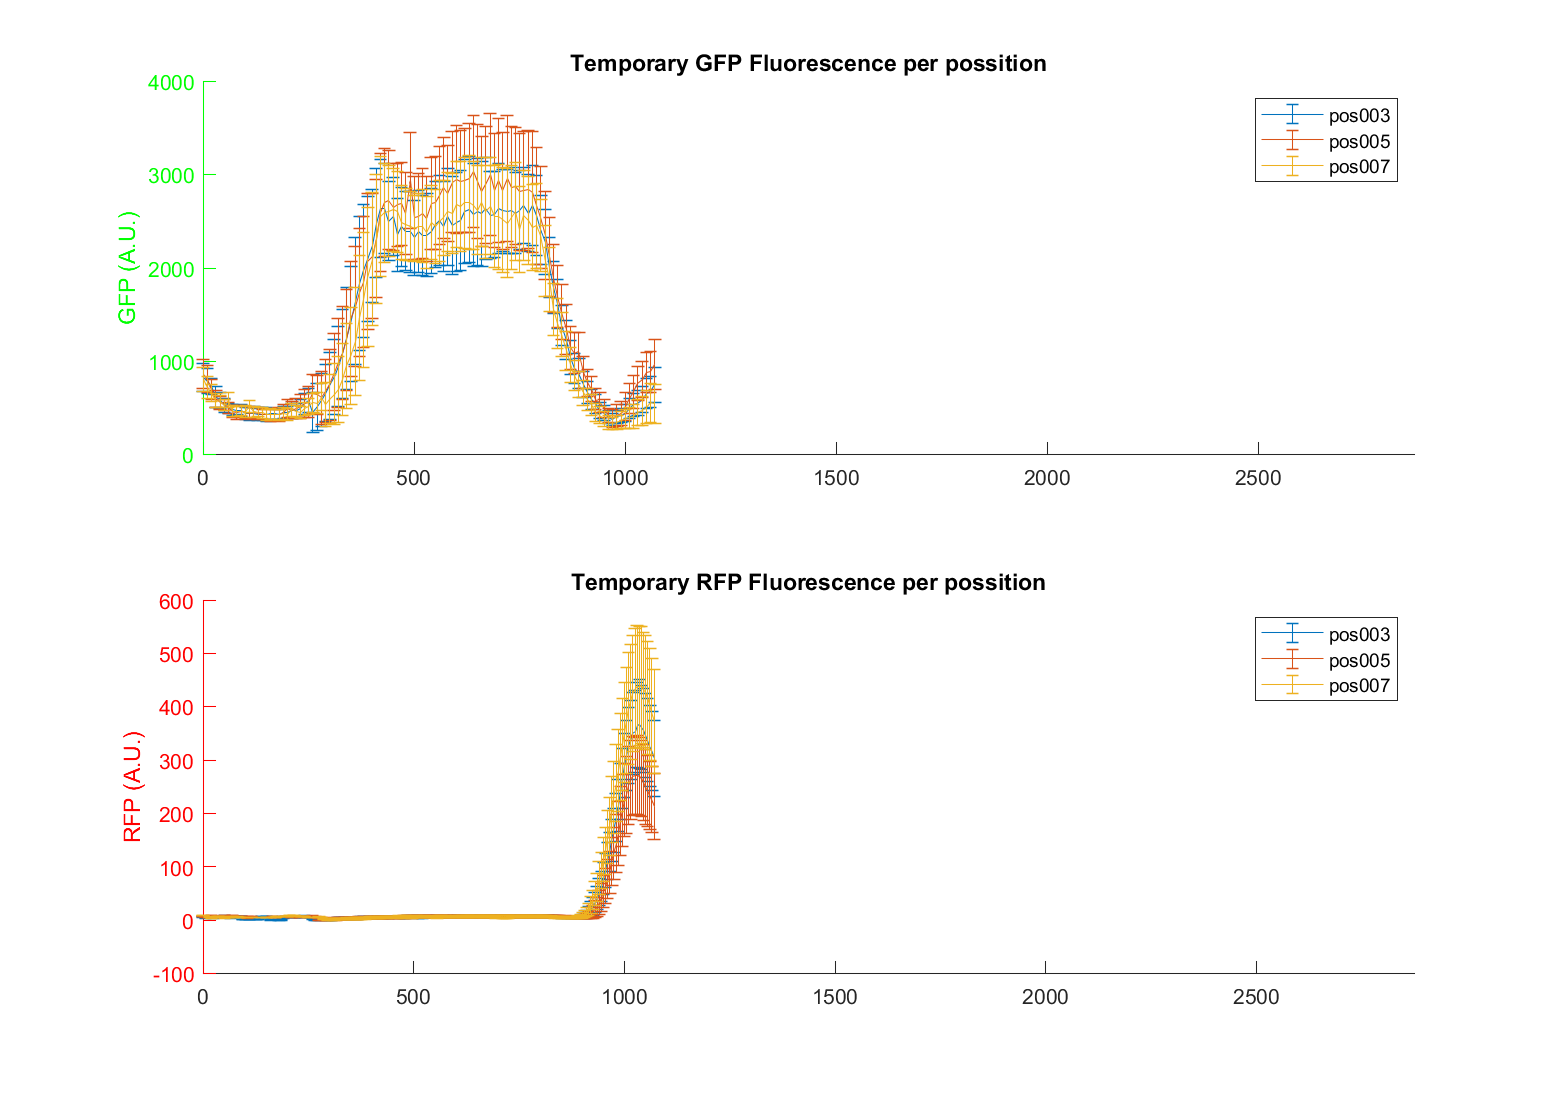 Temporary GFP Fluorescence per possition
4000
3000
2000
1000
0
GFP (A.U.)
0 500 1000 1500 2000 2500
pos003
pos005
pos007
Temporary RFP Fluorescence per possition
600
500
400
300
200
100
0
-100
RFP (A.U.)
0 500 1000 1500 2000 2500
pos003
pos005
pos007